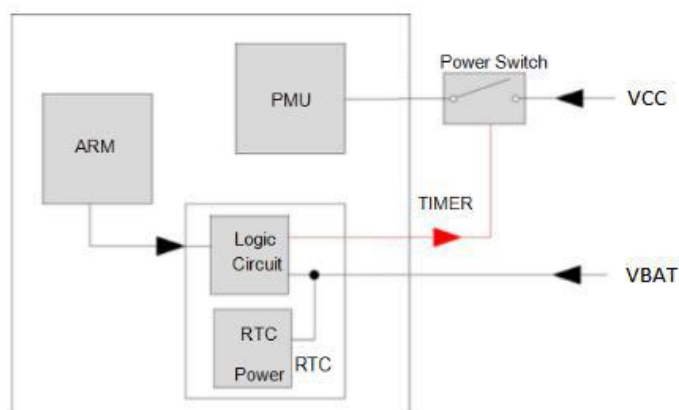 Power Switch
PMU
VCC
ARM
TIMER
Logic
Circuit
VBAT
RTC
Power
RTC